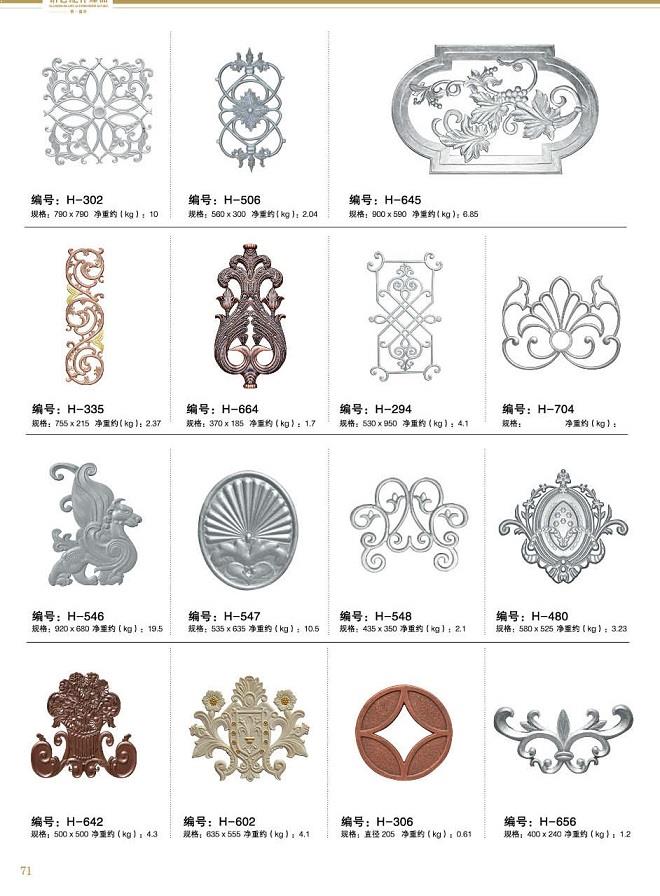 编号：H-302
规格：790 x 790 净重约（kg）：10
编号：H-506
规格：560 x 300 净重约（kg）：2.04
编号：H-645
规格：900 x 590 净重约（kg）：6.85
编号：H-335
规格：755 x 215 净重约（kg）：2.37
编号：H-664
规格：370 x 185 净重约（kg）：1.7
编号：H-294
规格：530 x 950 净重约（kg）：4.1
编号：H-704
规格： 净重约（kg）：
编号：H-546
规格：920 x 680 净重约（kg）：19.5
编号：H-547
规格：535 x 635 净重约（kg）：10.5
编号：H-548
规格：435 x 350 净重约（kg）：2.1
编号：H-480
规格：580 x 525 净重约（kg）：3.23
编号：H-642
规格：500 x 500 净重约（kg）：4.3
编号：H-602
规格：635 x 555 净重约（kg）：4.1
编号：H-306
规格：直径 205 净重约（kg）：0.61
编号：H-656
规格：400 x 240 净重约（kg）：1.2
71